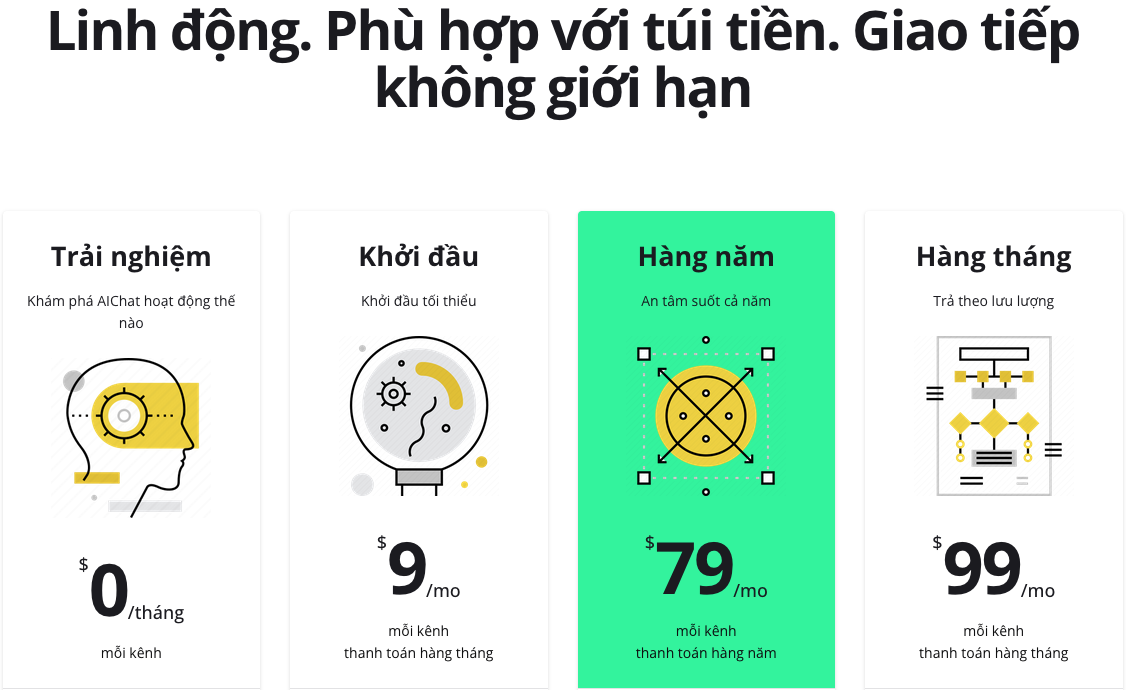 Linh động. Phù hợp với túi tiền. Giao tiếp
không giới hạn
Trải nghiệm
Khám phá AIChat hoạt động thế
nào
$0/tháng
mỗi kênh
Khởi đầu
Khởi đầu tối thiểu
$9/mo
mỗi kênh
thanh toán hàng tháng
Hàng năm
An tâm suốt cả năm
$79/mo
mỗi kênh
thanh toán hàng năm
Hàng tháng
Trả theo lưu lượng
$99/mo
mỗi kênh
thanh toán hàng tháng